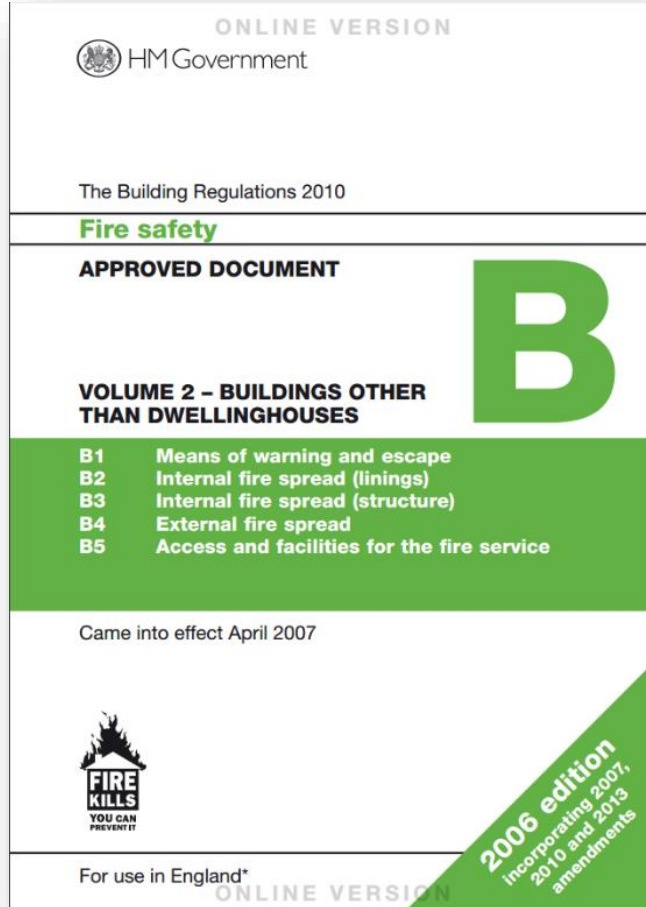 ONLINE VERSION
HM Government
The Building Regulations 2010
Fire safety
APPROVED DOCUMENT
B
VOLUME 2 – BUILDINGS OTHER
THAN DWELLINGHOUSES
B1 Means of warning and escape
B2 Internal fire spread (linings)
B3 Internal fire spread (structure)
B4 External fire spread
B5 Access and facilities for the fire service
Came into effect April 2007
FIRE
KILLS
YOU CAN
PREVENT IT
2006 edition
incorporating 2007,
2010 and 2013
amendments
For use in England*
ONLINE VERSION